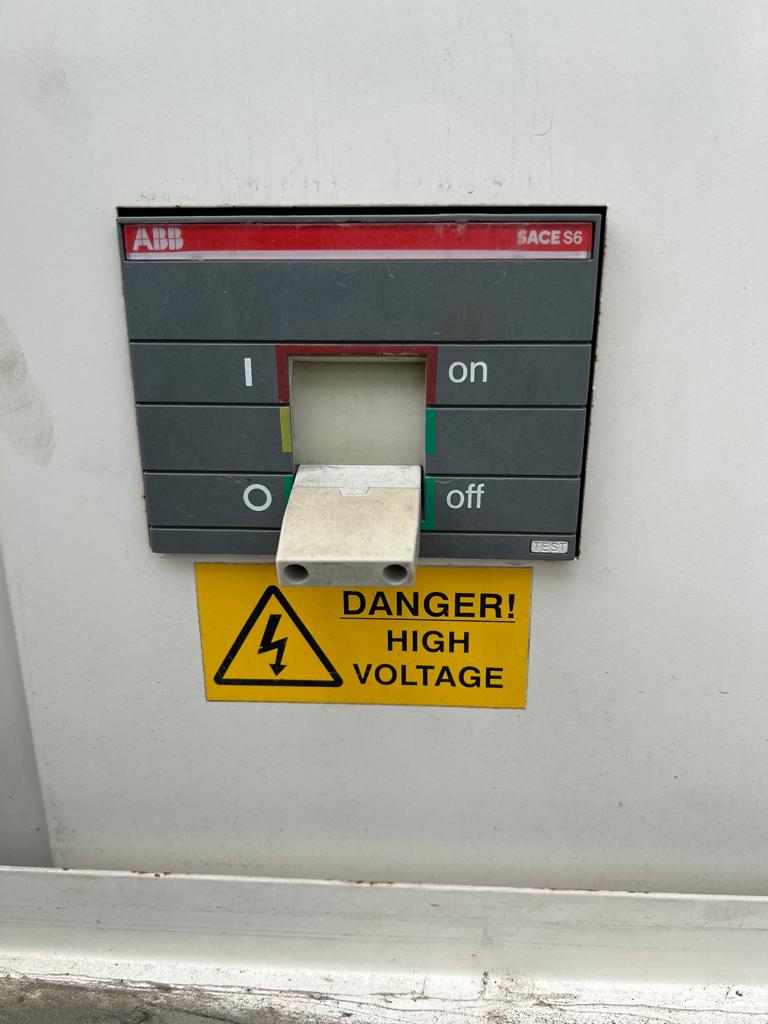 ABB SACE S6
I on
O off
TEST
DANGER!
HIGH
VOLTAGE